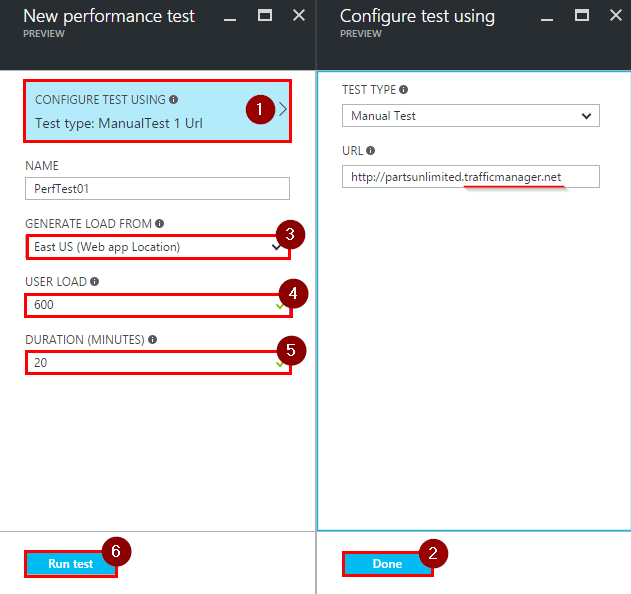 New performance test
PREVIEW
CONFIGURE TEST USING
1
Test type: ManualTest 1 Url
NAME
PerfTest01
GENERATE LOAD FROM
3
East US (Web app Location)
USER LOAD
4
600
DURATION (MINUTES)
5
20
6
Run test
Configure test using
PREVIEW
TEST TYPE
Manual Test
URL
http://partsunlimited.trafficmanager.net
2
Done